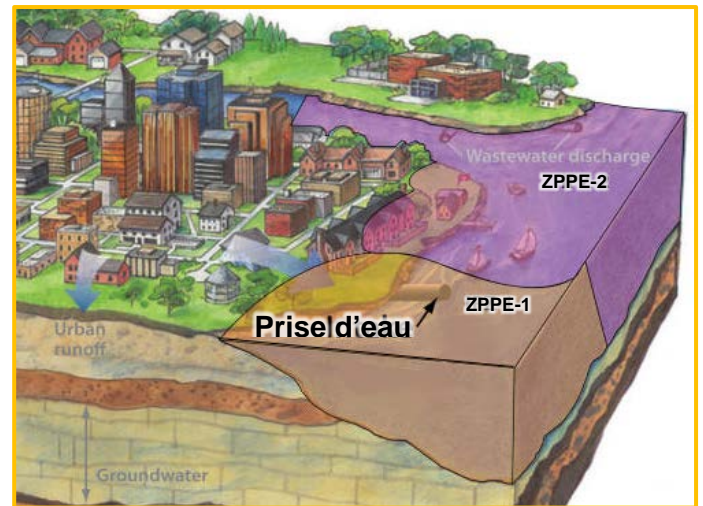 Wastewater discharge
ZPPE-2
ZPPE-1
Prise d'eau
Urban
runoff
Groundwater